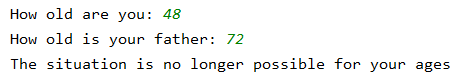 How old are you: 48
How old is your father: 72
The situation is no longer possible for your ages